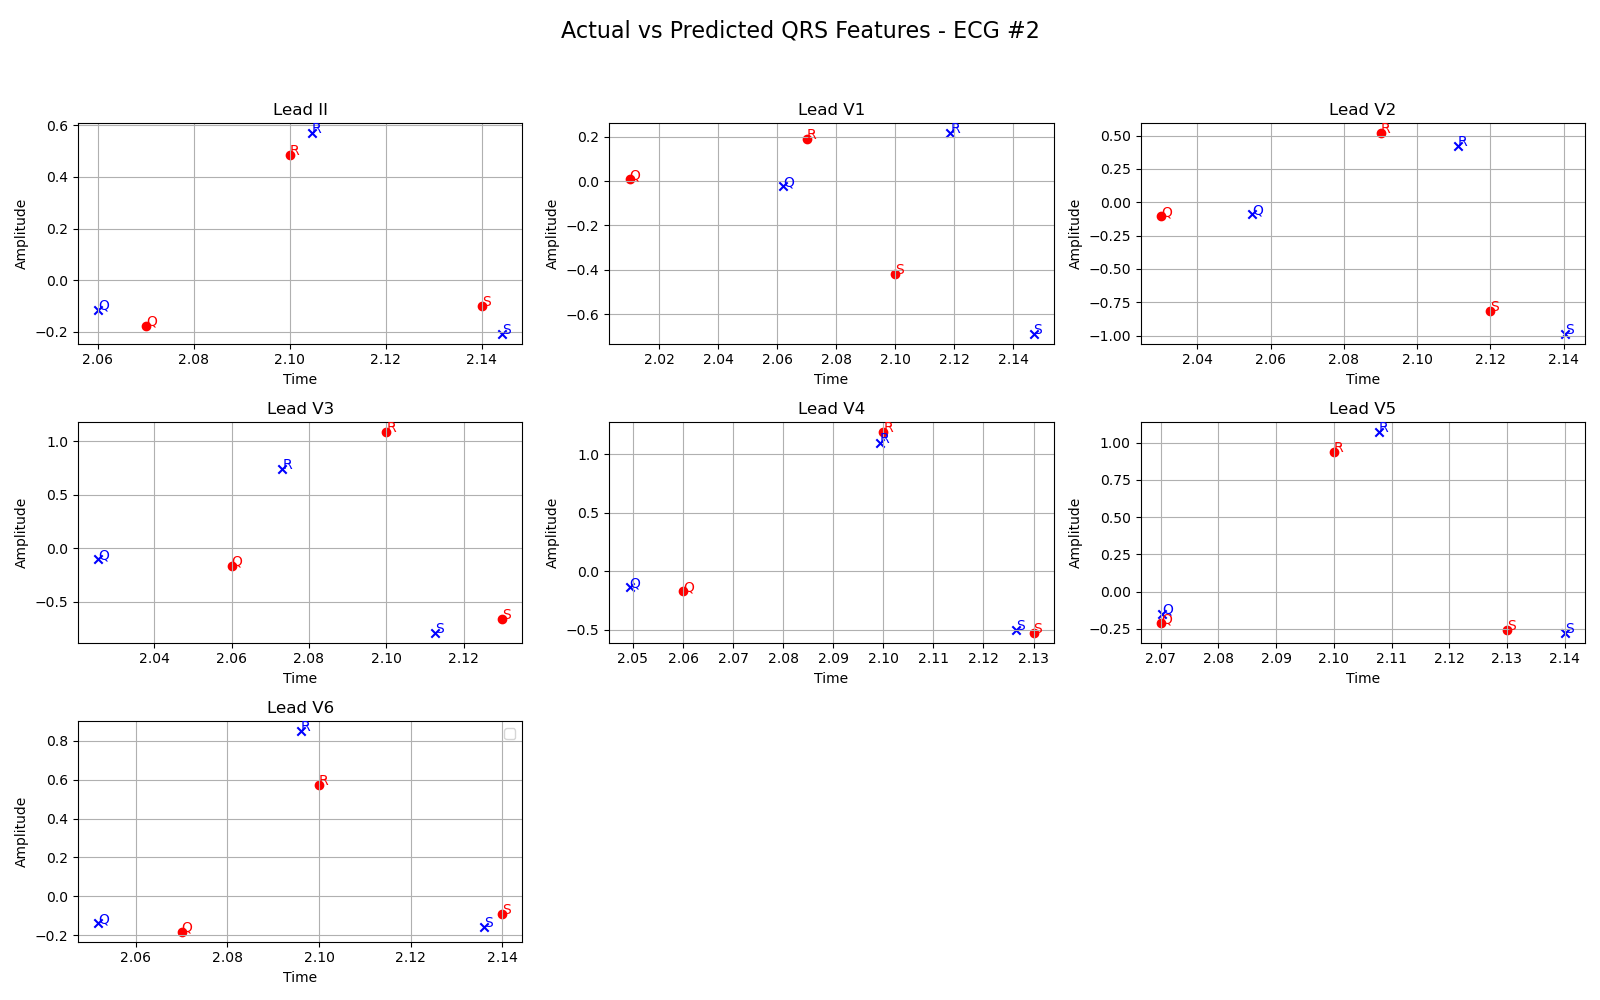 Actual vs Predicted QRS Features - ECG #2
Lead II
Amplitude
0.6
0.4
0.2
0.0
−0.2
R
R
Q
Q
S
S
2.06 2.08 2.10 2.12 2.14
Time
Lead V1
Amplitude
0.2
0.0
−0.2
−0.4
−0.6
R
R
Q
Q
S
S
2.02 2.04 2.06 2.08 2.10 2.12 2.14
Time
Lead V2
Amplitude
0.50
0.25
0.00
−0.25
−0.50
−0.75
−1.00
R
R
Q
Q
S
S
2.04 2.06 2.08 2.10 2.12 2.14
Time
Lead V3
Amplitude
1.0
0.5
0.0
−0.5
R
R
Q
Q
S
S
2.04 2.06 2.08 2.10 2.12
Time
Lead V4
Amplitude
1.0
0.5
0.0
−0.5
R
R
Q
Q
S
S
2.05 2.06 2.07 2.08 2.09 2.10 2.11 2.12 2.13
Time
Lead V5
Amplitude
1.00
0.75
0.50
0.25
0.00
−0.25
R
R
Q
Q
S
S
2.07 2.08 2.09 2.10 2.11 2.12 2.13 2.14
Time
Lead V6
Amplitude
0.8
0.6
0.4
0.2
0.0
−0.2
R
R
Q
Q
S
S
2.06 2.08 2.10 2.12 2.14
Time